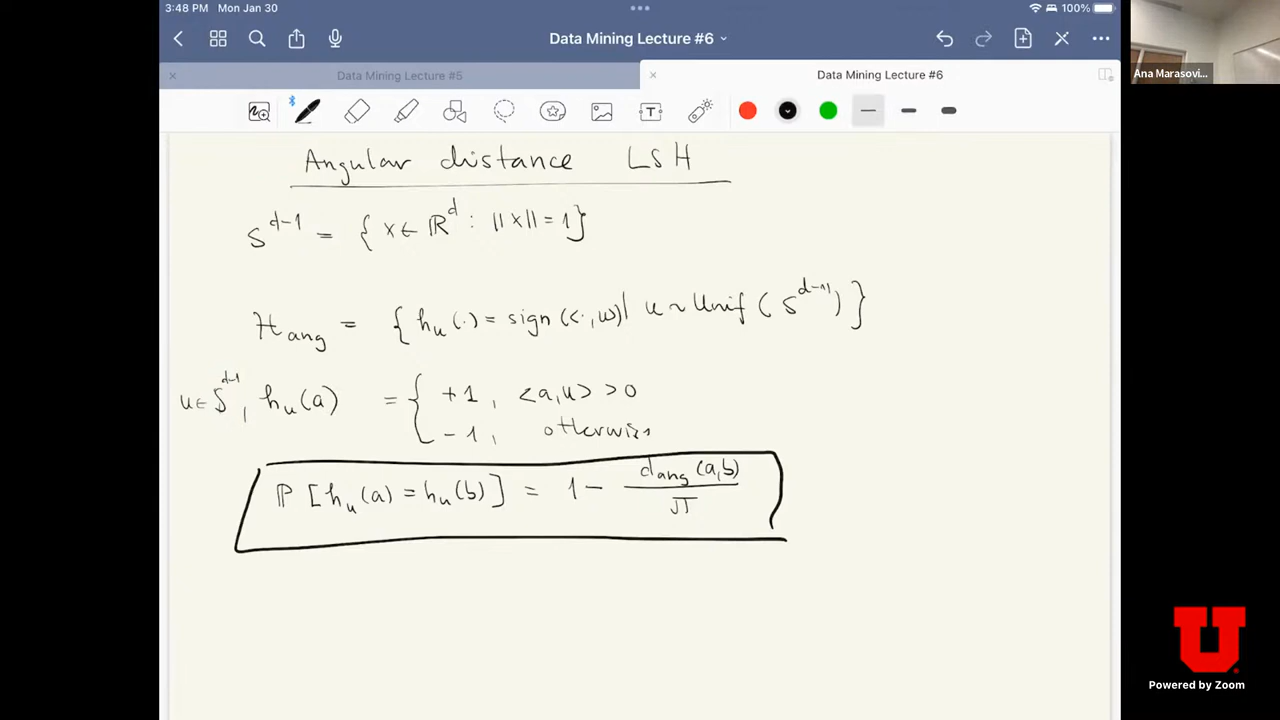 3:48 PM Mon Jan 30
100%
Data Mining Lecture #6
Data Mining Lecture #5
Data Mining Lecture #6
T
Ana Marasovi...
Angular distance LSH
S^{d-1} = { x ∈ ℝ^d : ||x|| = 1 }
H_ang = { h_u(·) = sign(<·, u>) | u ~ Unif ( S^{d-1} ) }
u ∈ S^{d-1}, h_u(a) = { +1, <a,u> > 0
-1, otherwise
ℙ [h_u(a) = h_u(b)] = 1 - d_ang(a,b) / π
U
Powered by Zoom